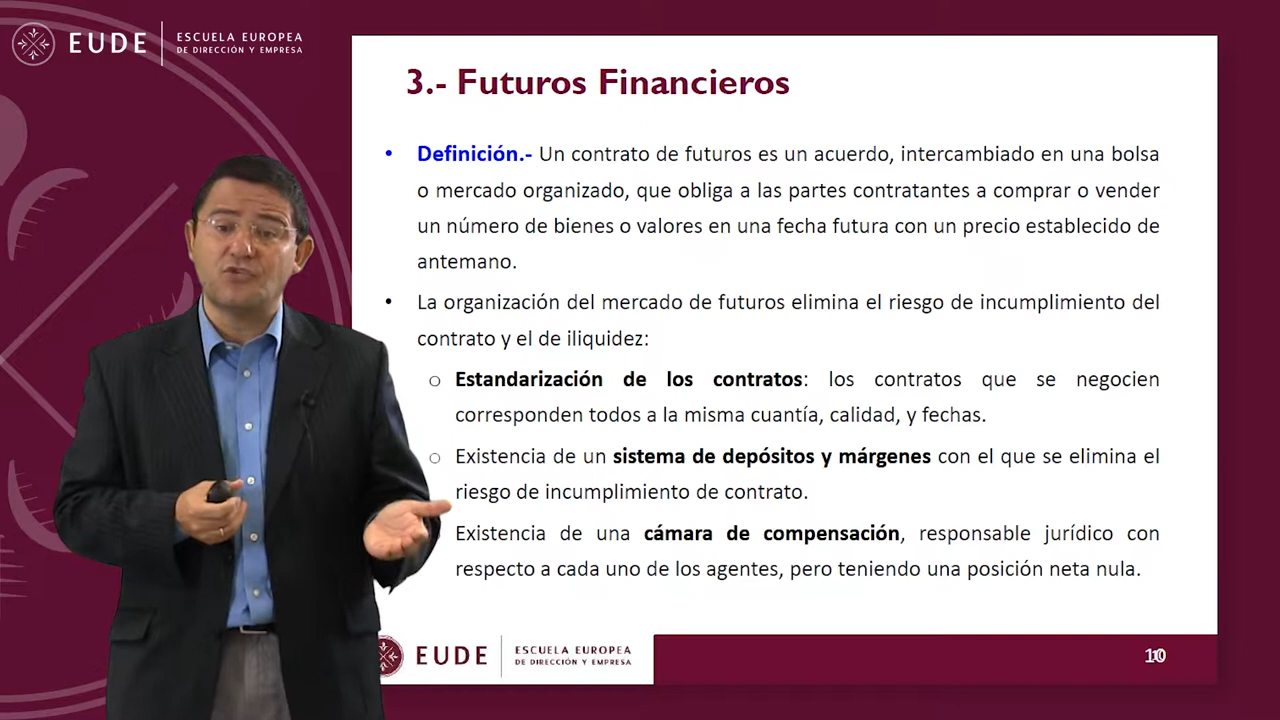 EUDE
ESCUELA EUROPEA
DE DIRECCIÓN Y EMPRESA
3.- Futuros Financieros
• Definición.- Un contrato de futuros es un acuerdo, intercambiado en una bolsa
o mercado organizado, que obliga a las partes contratantes a comprar o vender
un número de bienes o valores en una fecha futura con un precio establecido de
antemano.
• La organización del mercado de futuros elimina el riesgo de incumplimiento del
contrato y el de iliquidez:
○ Estandarización de los contratos: los contratos que se negocien
corresponden todos a la misma cuantía, calidad, y fechas.
○ Existencia de un sistema de depósitos y márgenes con el que se elimina el
riesgo de incumplimiento de contrato.
Existencia de una cámara de compensación, responsable jurídico con
respecto a cada uno de los agentes, pero teniendo una posición neta nula.
EUDE
ESCUELA EUROPEA
DE DIRECCIÓN Y EMPRESA